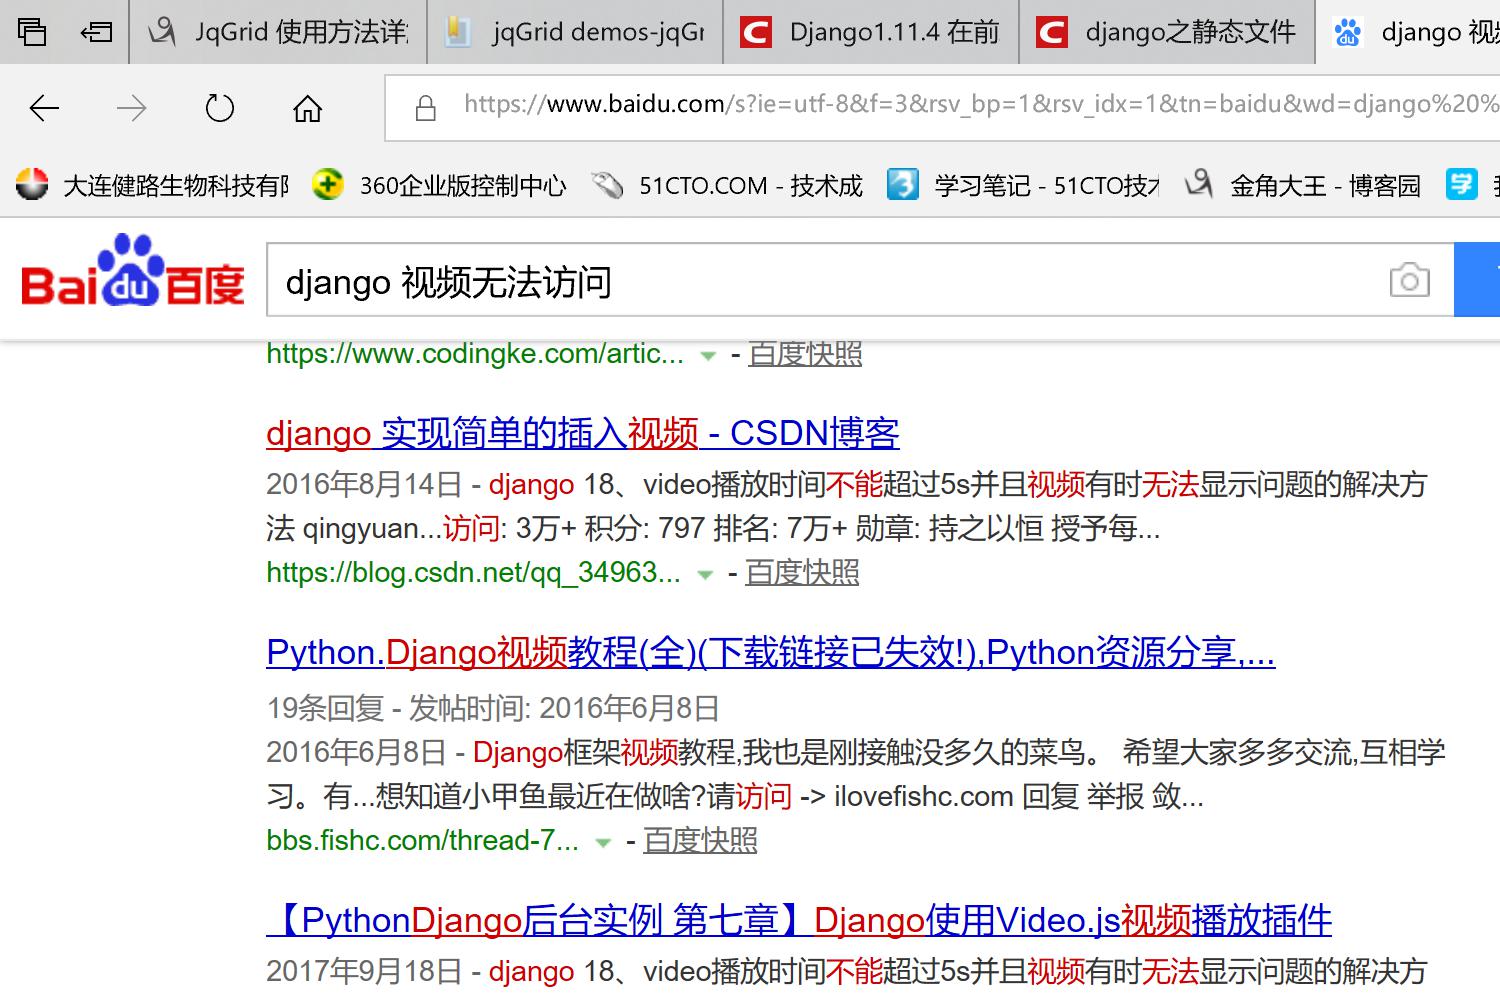 JqGrid 使用方法详
jqGrid demos-jqGr
Django1.11.4 在前
django之静态文件
django 视
https://www.baidu.com/s?ie=utf-8&f=3&rsv_bp=1&rsv_idx=1&tn=baidu&wd=django%20%
大连健路生物科技有
360企业版控制中心
51CTO.COM - 技术成
学习笔记 - 51CTO技
金角大王 - 博客园
学
Bai du 百度
django 视频无法访问
https://www.codingke.com/artic... - 百度快照
django 实现简单的插入视频 - CSDN博客
2016年8月14日 - django 18、video播放时间不能超过5s并且视频有时无法显示问题的解决方
法 qingyuan...访问: 3万+ 积分: 797 排名: 7万+ 勋章: 持之以恒 授予每...
https://blog.csdn.net/qq_34963... - 百度快照
Python.Django视频教程(全)(下载链接已失效!),Python资源分享,...
19条回复 - 发帖时间: 2016年6月8日
2016年6月8日 - Django框架视频教程,我也是刚接触没多久的菜鸟。 希望大家多多交流,互相学
习。有...想知道小甲鱼最近在做啥?请访问 -> ilovefishc.com 回复 举报 敛...
bbs.fishc.com/thread-7... - 百度快照
【PythonDjango后台实例 第七章】Django使用Video.js视频播放插件
2017年9月18日 - django 18、video播放时间不能超过5s并且视频有时无法显示问题的解决方